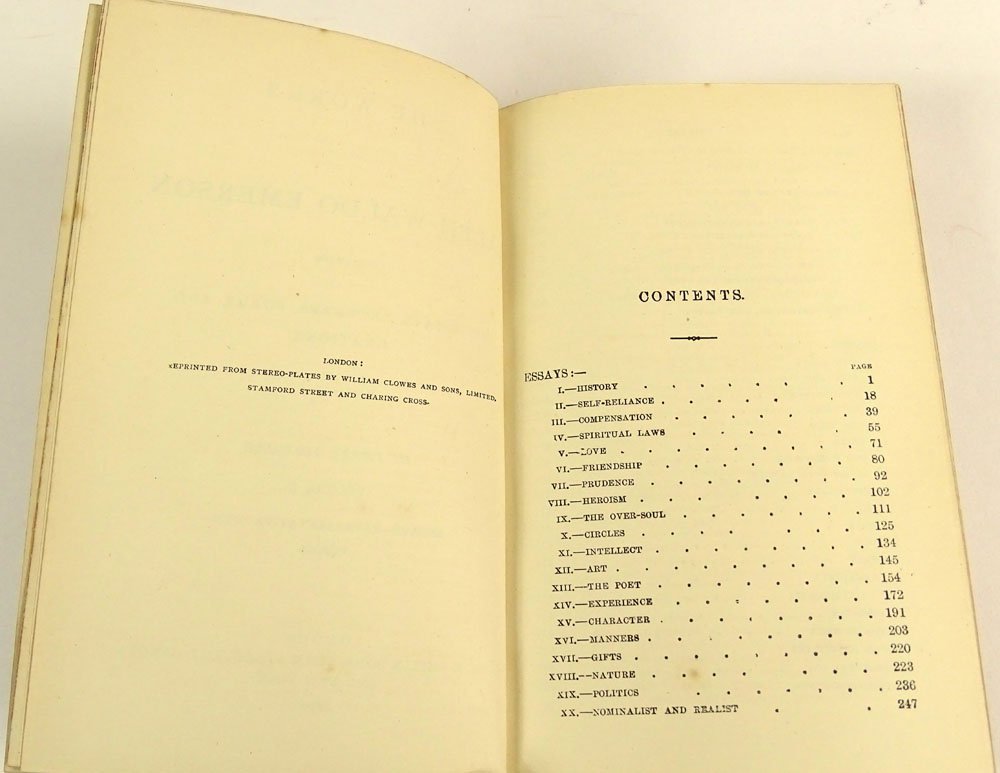 LONDON:
REPRINTED FROM STEREO-PLATES BY WILLIAM CLOWES AND SONS, LIMITED,
STAMFORD STREET AND CHARING CROSS.
CONTENTS.
PAGE
ESSAYS:—
I.—HISTORY . . . . . . 1
II.—SELF-RELIANCE . . . . . . 18
III.—COMPENSATION . . . . . . 39
IV.—SPIRITUAL LAWS . . . . . 55
V.—LOVE . . . . . . . 71
VI.—FRIENDSHIP . . . . . . 80
VII.—PRUDENCE . . . . . . . 92
VIII.—HEROISM . . . . . . . 102
IX.—THE OVER-SOUL . . . . . . 111
X.—CIRCLES . . . . . . . 125
XI.—INTELLECT . . . . . . . 134
XII.—ART . . . . . . . . 145
XIII.—THE POET . . . . . . . 154
XIV.—EXPERIENCE . . . . . . 172
XV.—CHARACTER . . . . . . . 191
XVI.—MANNERS . . . . . . . 203
XVII.—GIFTS . . . . . . . 220
XVIII.—NATURE . . . . . . 223
XIX.—POLITICS . . . . . . 236
XX.—NOMINALIST AND REALIST . . 247